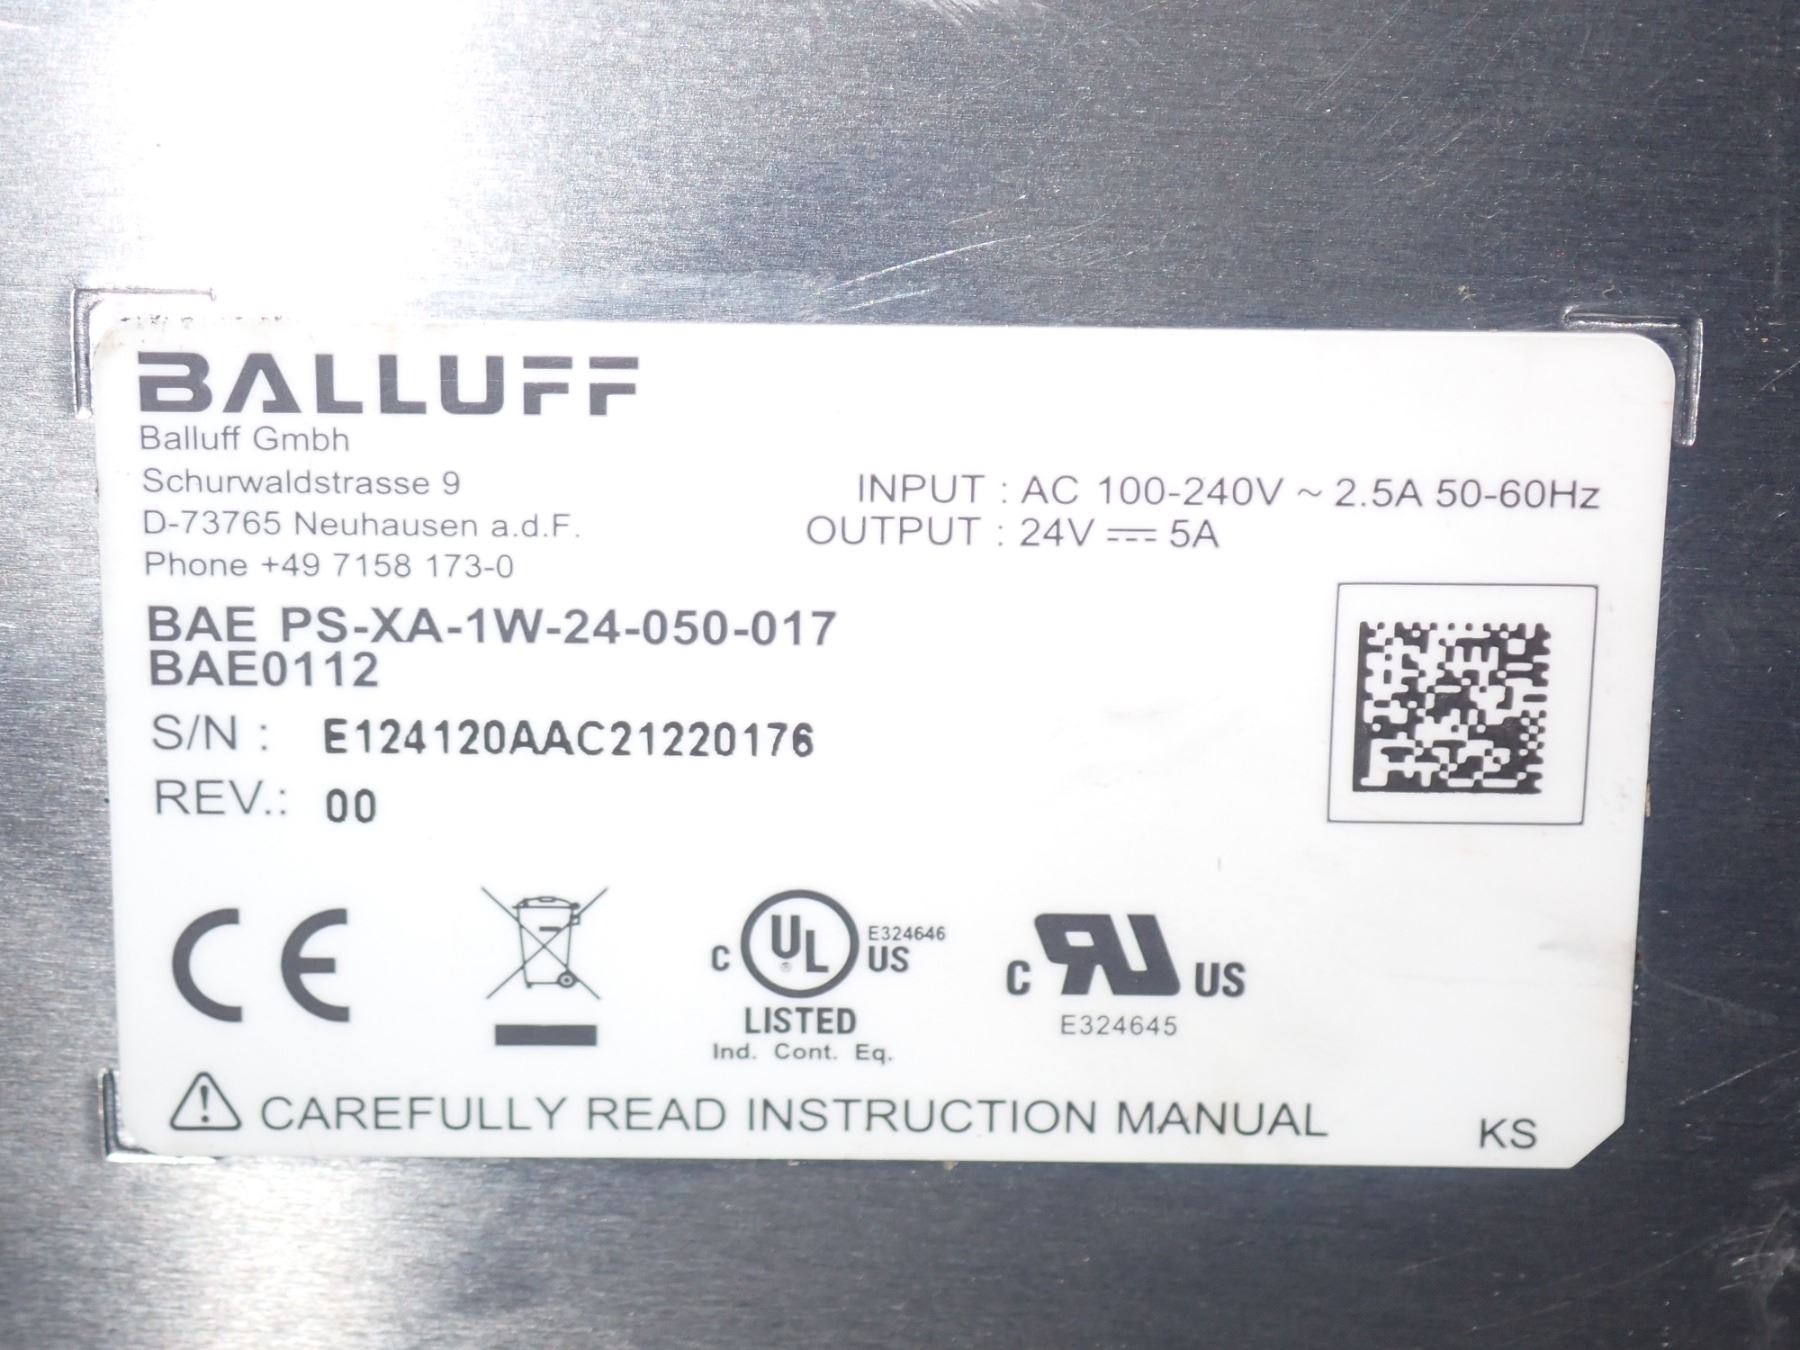 BALLUFF
Balluff Gmbh
Schurwaldstrasse 9
D-73765 Neuhausen a.d.F.
Phone +49 7158 173-0
INPUT : AC 100-240V ~ 2.5A 50-60Hz
OUTPUT : 24V ⎓ 5A
BAE PS-XA-1W-24-050-017
BAE0112
S/N : E124120AAC21220176
REV.: 00
CE
C UL ® US E324646
LISTED
Ind. Cont. Eq.
C RU US
E324645
CAREFULLY READ INSTRUCTION MANUAL
KS